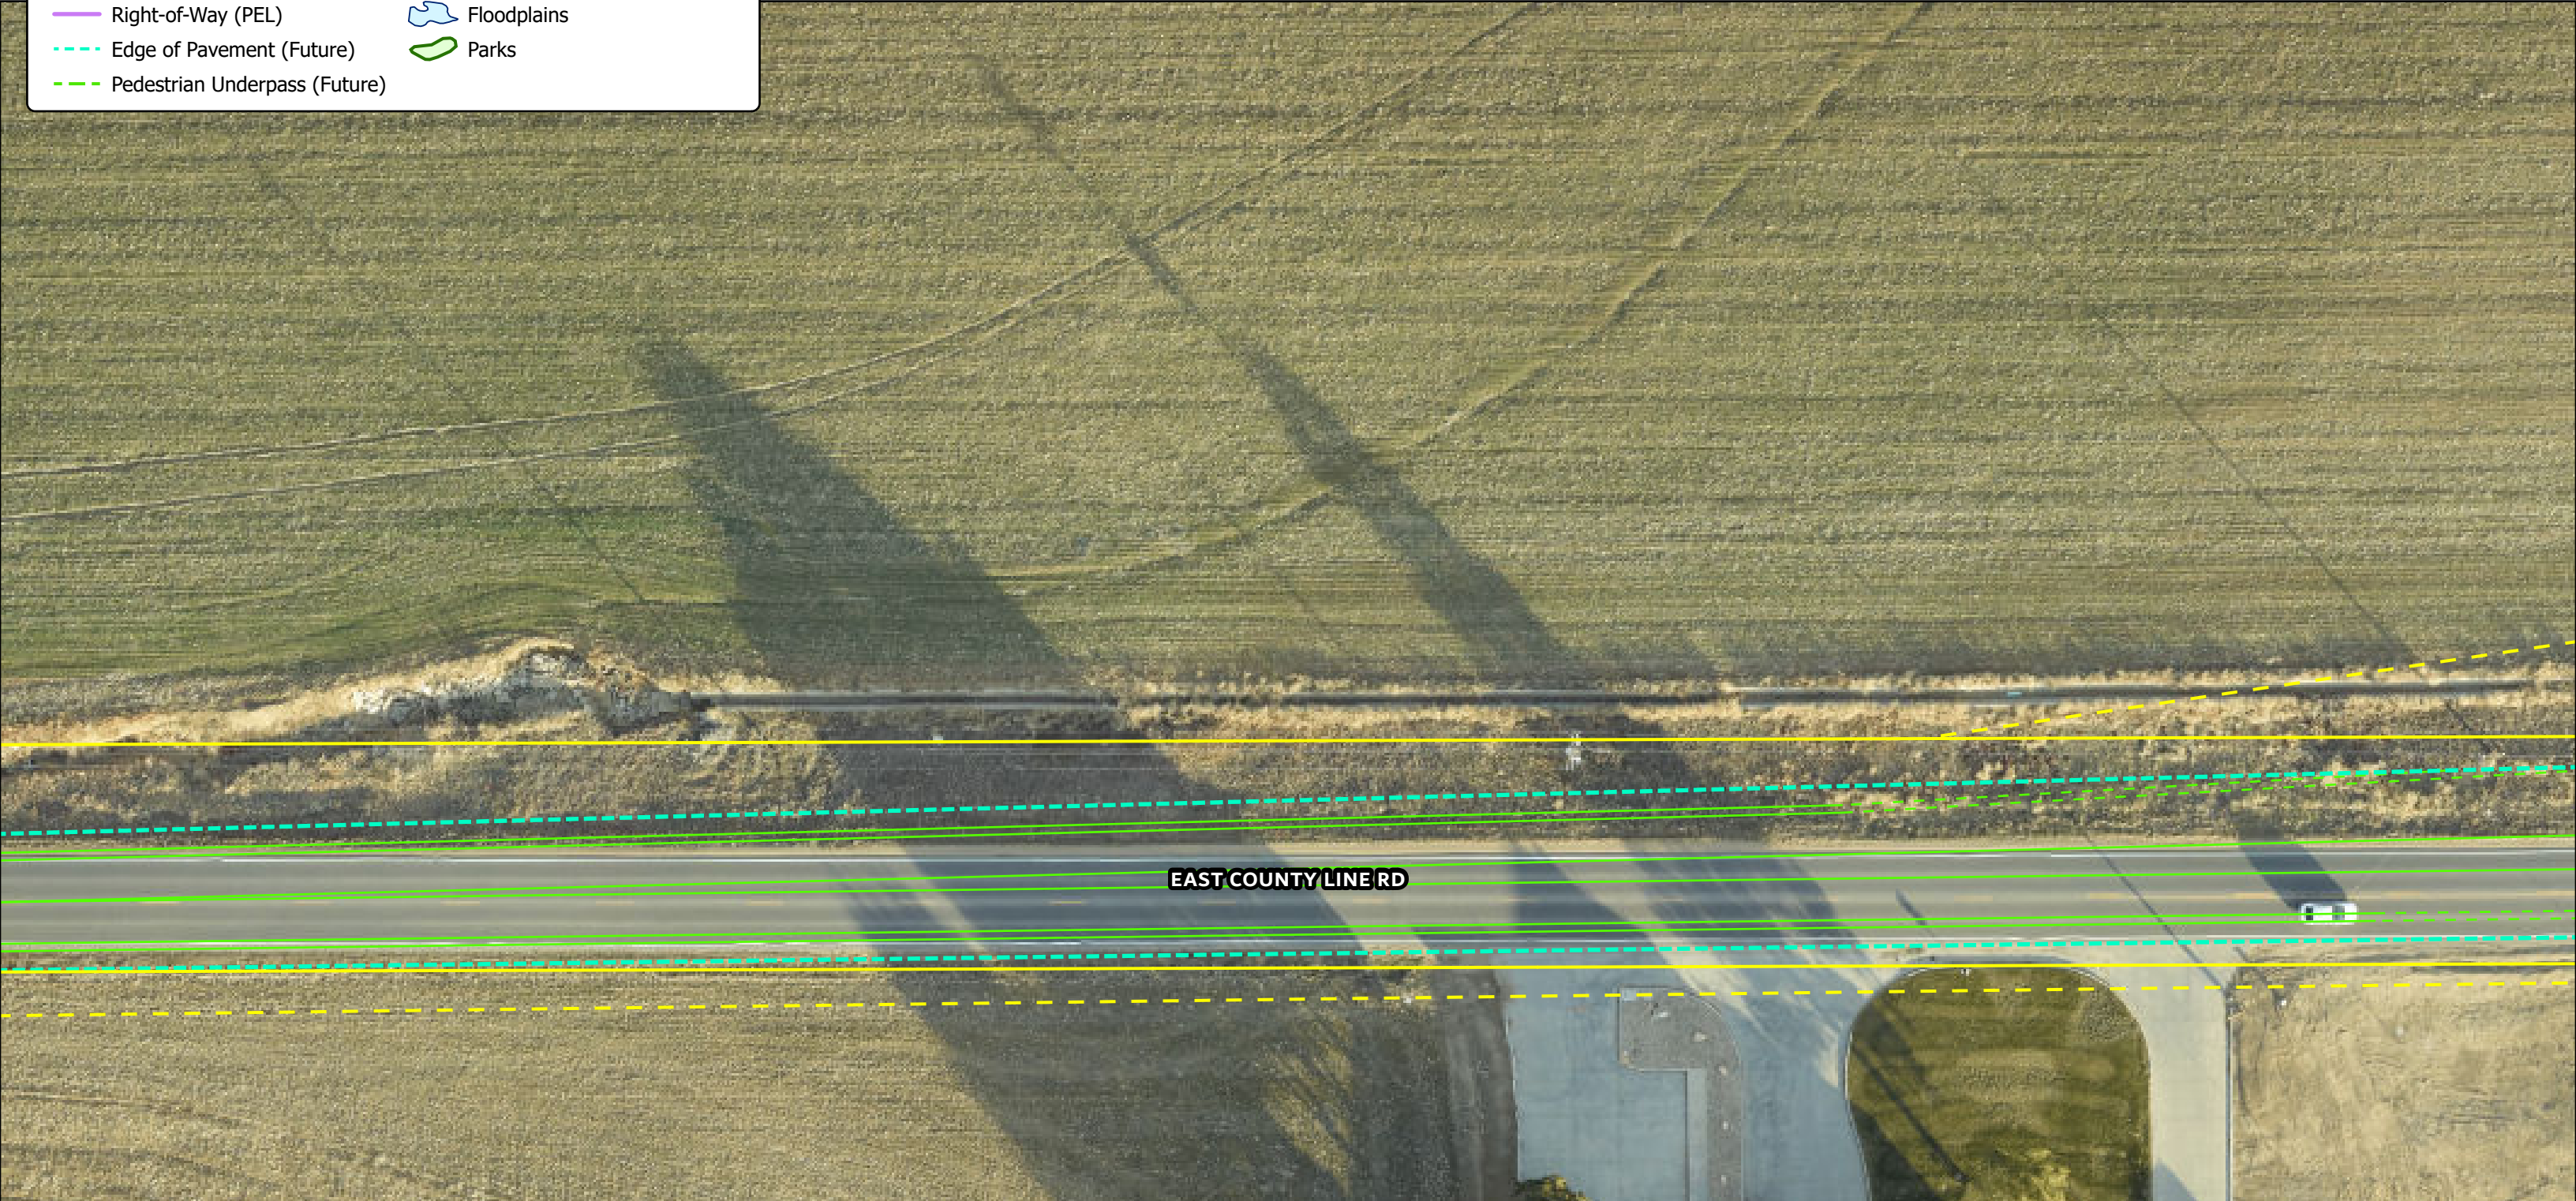 Right-of-Way (PEL)
Floodplains
Edge of Pavement (Future)
Parks
Pedestrian Underpass (Future)
EAST COUNTY LINE RD